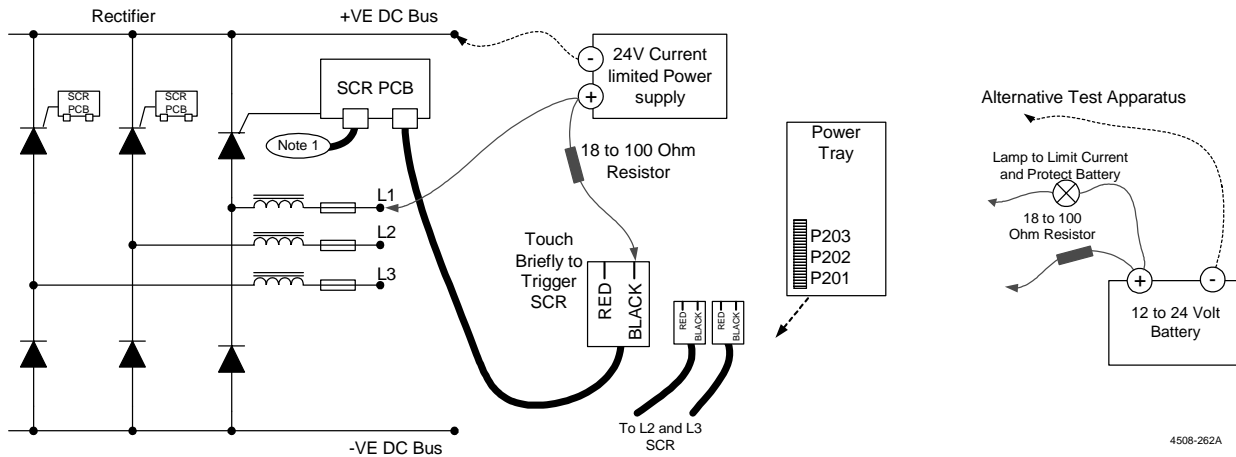 Rectifier
+VE DC Bus
SCR
PCB
SCR
PCB
SCR PCB
Note 1
-
+
24V Current
limited Power
supply
18 to 100 Ohm
Resistor
L1
L2
L3
Touch
Briefly to
Trigger
SCR
RED
BLACK
RED
BLACK
RED
BLACK
To L2 and L3
SCR
-VE DC Bus
Power
Tray
P203
P202
P201
Alternative Test Apparatus
Lamp to Limit Current
and Protect Battery
18 to 100
Ohm Resistor
+
-
12 to 24 Volt
Battery
4508-262A